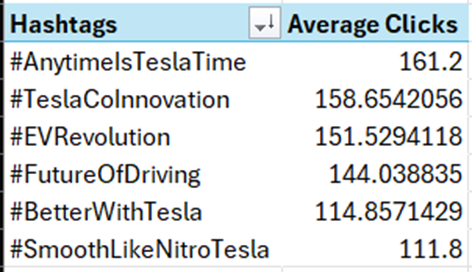 Hashtags Average Clicks
#AnytimeIsTeslaTime 161.2
#TeslaCoInnovation 158.6542056
#EVRevolution 151.5294118
#FutureOfDriving 144.038835
#BetterWithTesla 114.8571429
#SmoothLikeNitroTesla 111.8